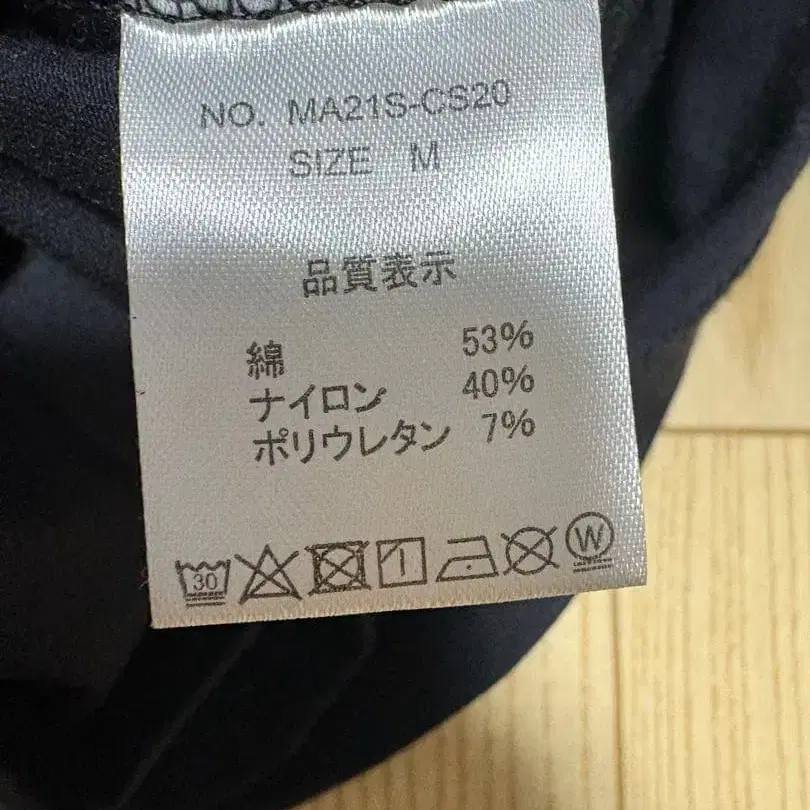 NO. MA21S-CS20
SIZE M
品質表示
綿 53%
ナイロン 40%
ポリウレタン 7%
30 W